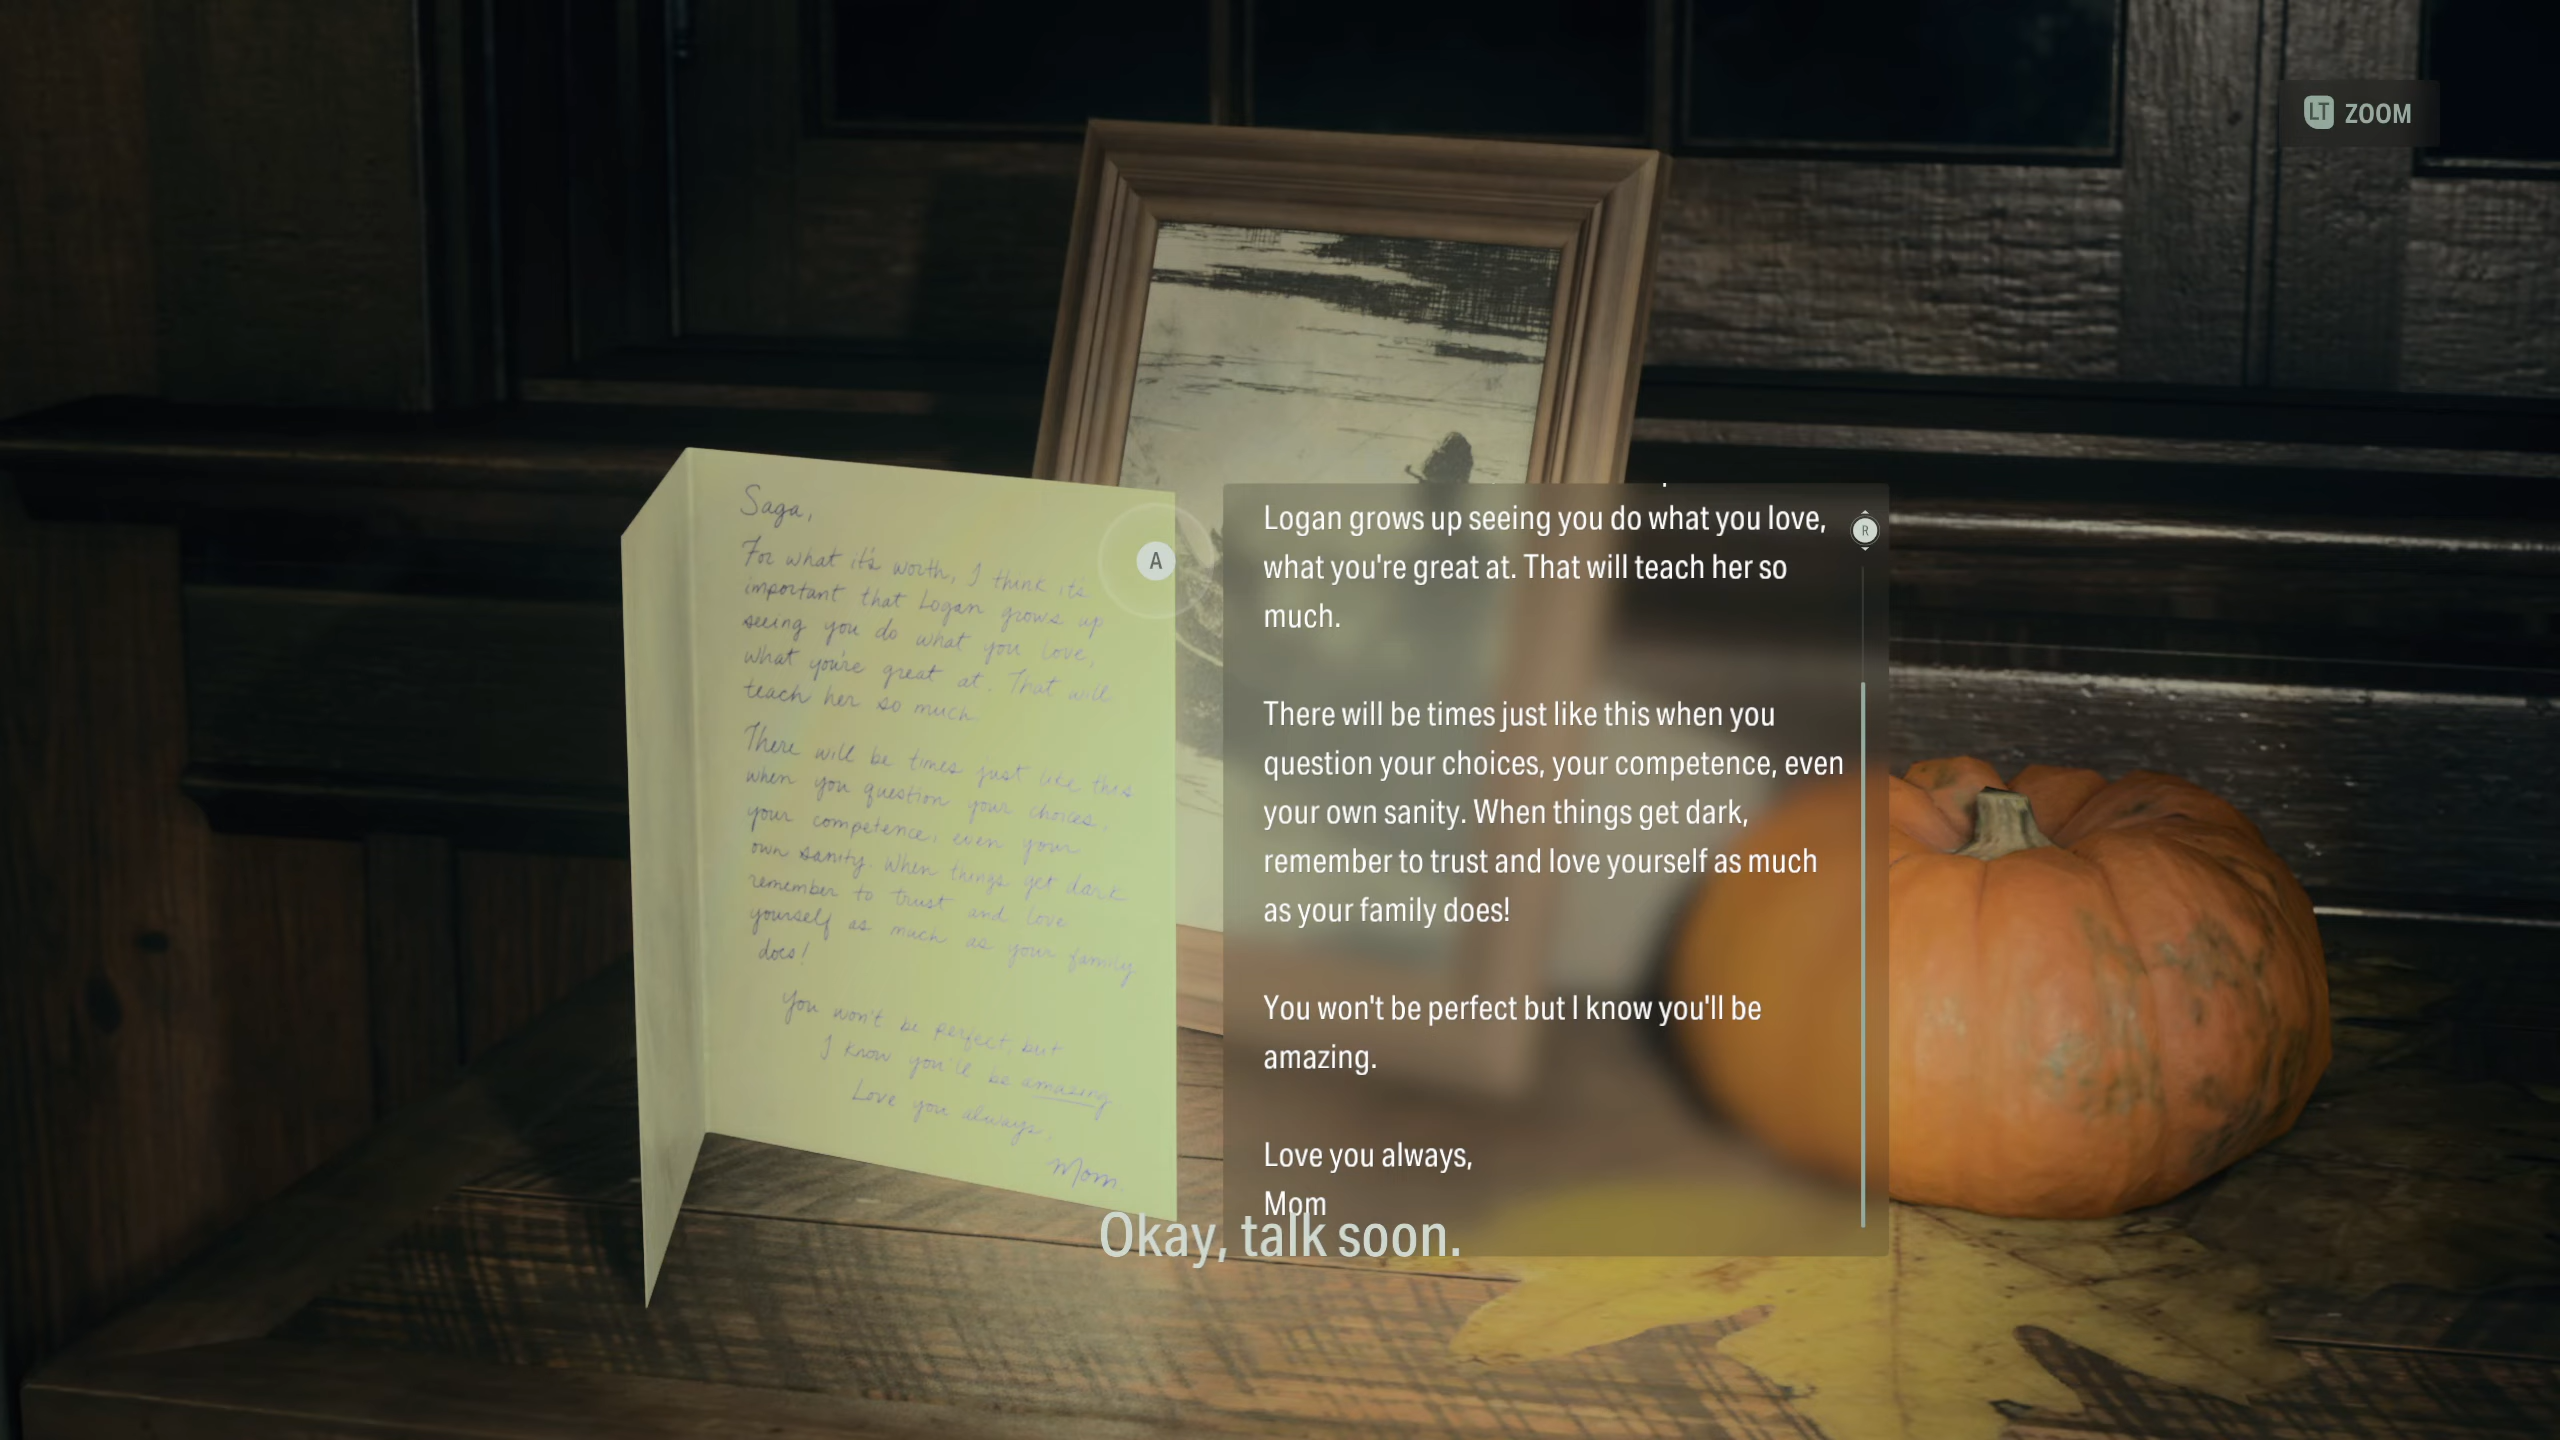 LT ZOOM
Saga,
For what it's worth, I think it's
important that Logan grows up
seeing you do what you love,
what you're great at. That will
teach her so much.
There will be times just like this
when you question your choices,
your competence, even your
own sanity. When things get dark
remember to trust and love
yourself as much as your family
does!
You won't be perfect, but
I know you'll be amazing
Love you always,
Mom
A
Logan grows up seeing you do what you love,
what you're great at. That will teach her so
much.
There will be times just like this when you
question your choices, your competence, even
your own sanity. When things get dark,
remember to trust and love yourself as much
as your family does!
You won't be perfect but I know you'll be
amazing.
Love you always,
Mom
R
Okay, talk soon.